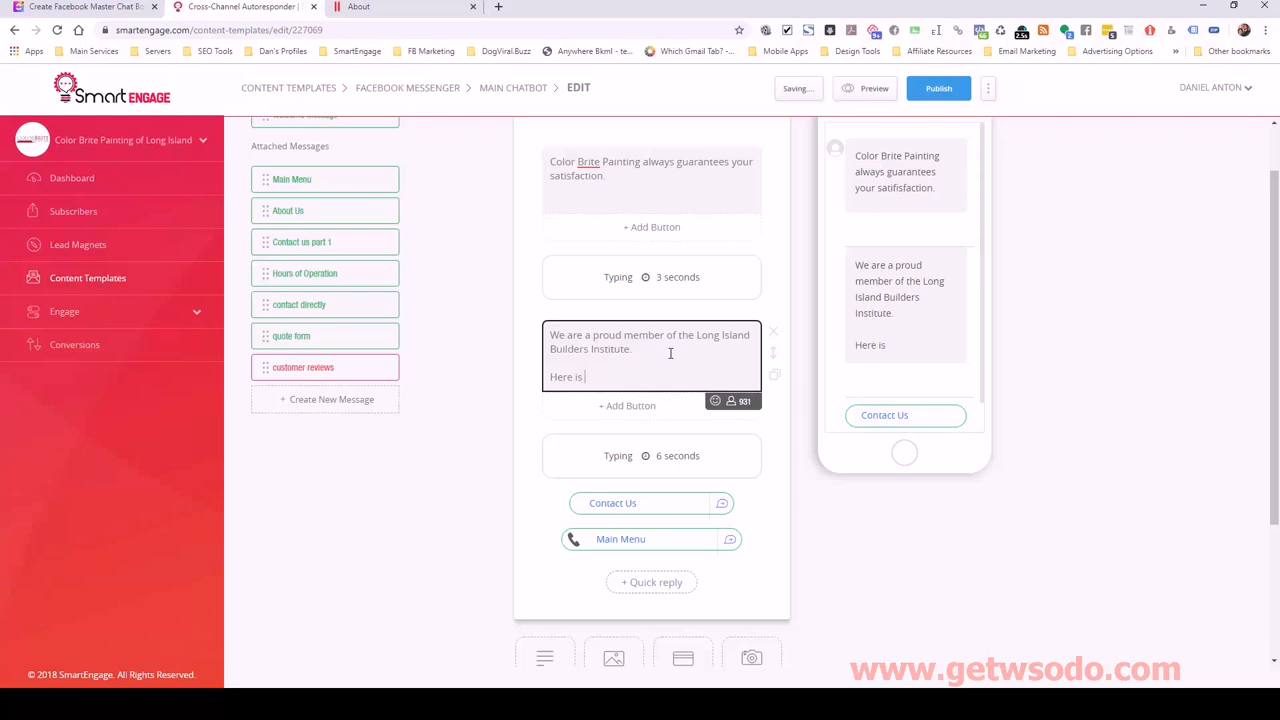 Create Facebook Master Chat Bo
Cross-Channel Autoresponder |
About
smartengage.com/content-templates/edit/227069
Apps
Main Services
Servers
SEO Tools
Dan's Profiles
SmartEngage
FB Marketing
DogViral.Buzz
Anywhere Bkml - te...
Which Gmail Tab? -...
Mobile Apps
Design Tools
Affiliate Resources
Email Marketing
Advertising Options
Other bookmarks
Smart ENGAGE
CONTENT TEMPLATES
FACEBOOK MESSENGER
MAIN CHATBOT
EDIT
Saving....
Preview
Publish
DANIEL ANTON
Color Brite Painting of Long Island
Dashboard
Subscribers
Lead Magnets
Content Templates
Engage
Conversions
© 2018 SmartEngage. All Rights Reserved.
Attached Messages
Main Menu
About Us
Contact us part 1
Hours of Operation
contact directly
quote form
customer reviews
+ Create New Message
Color Brite Painting always guarantees your
satisfaction.
+ Add Button
Typing 3 seconds
We are a proud member of the Long Island
Builders Institute.
Here is
931
+ Add Button
Typing 6 seconds
Contact Us
Main Menu
+ Quick reply
Color Brite Painting
always guarantees
your satifisfaction.
We are a proud
member of the Long
Island Builders
Institute.
Here is
Contact Us
www.getwsodo.com